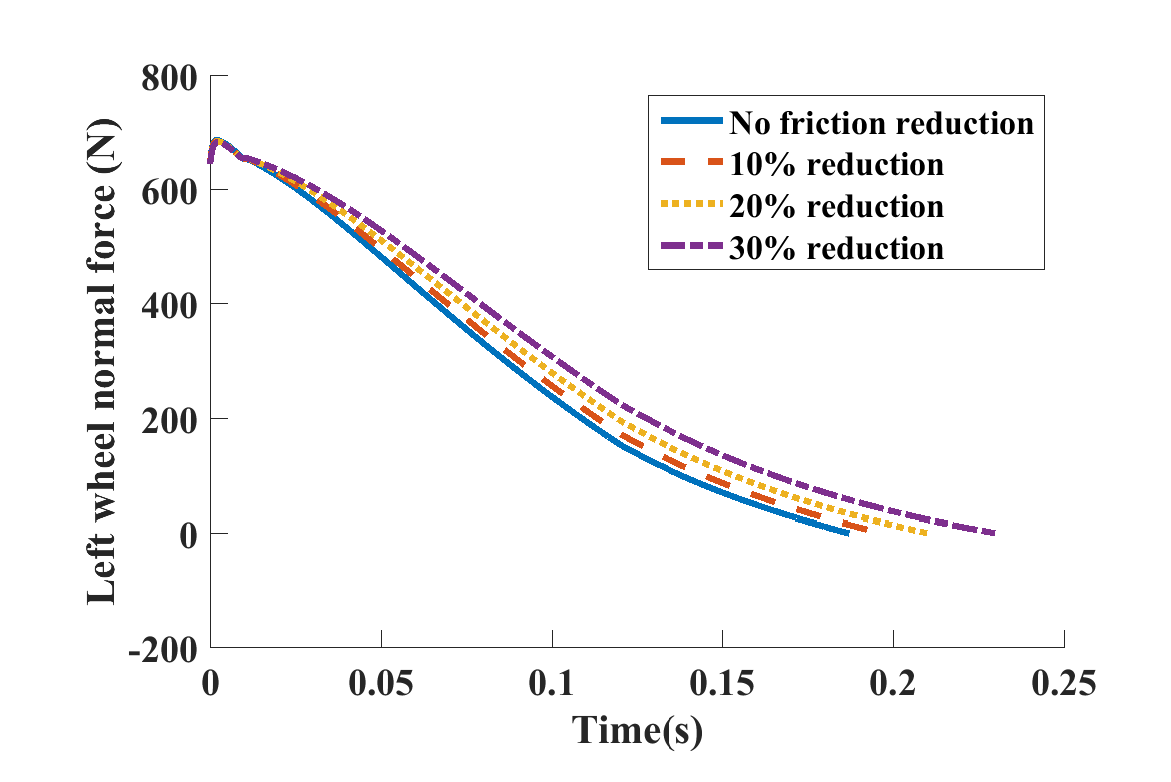 800
600
400
200
0
-200
Left wheel normal force (N)
No friction reduction
10% reduction
20% reduction
30% reduction
0 0.05 0.1 0.15 0.2 0.25
Time(s)